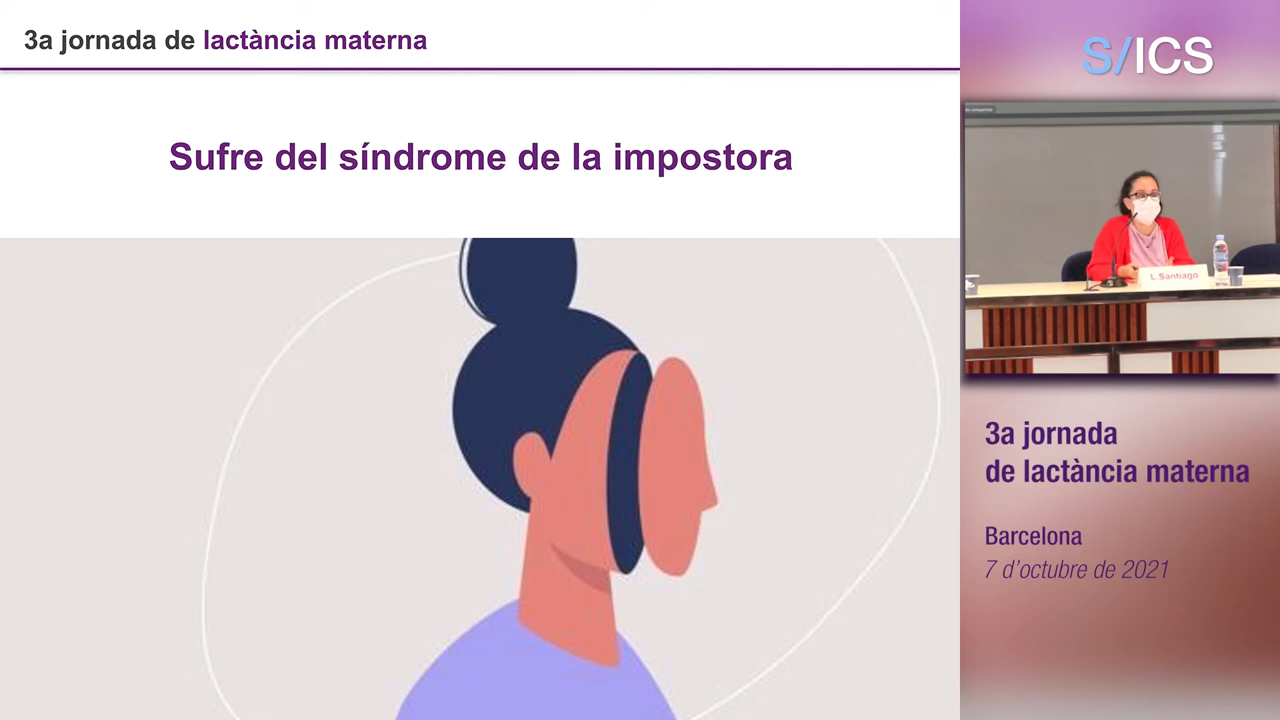 3a jornada de lactància materna
Sufre del síndrome de la impostora
S/ICS
L.Santiago
3a jornada
de lactància materna
Barcelona
7 d'octubre de 2021